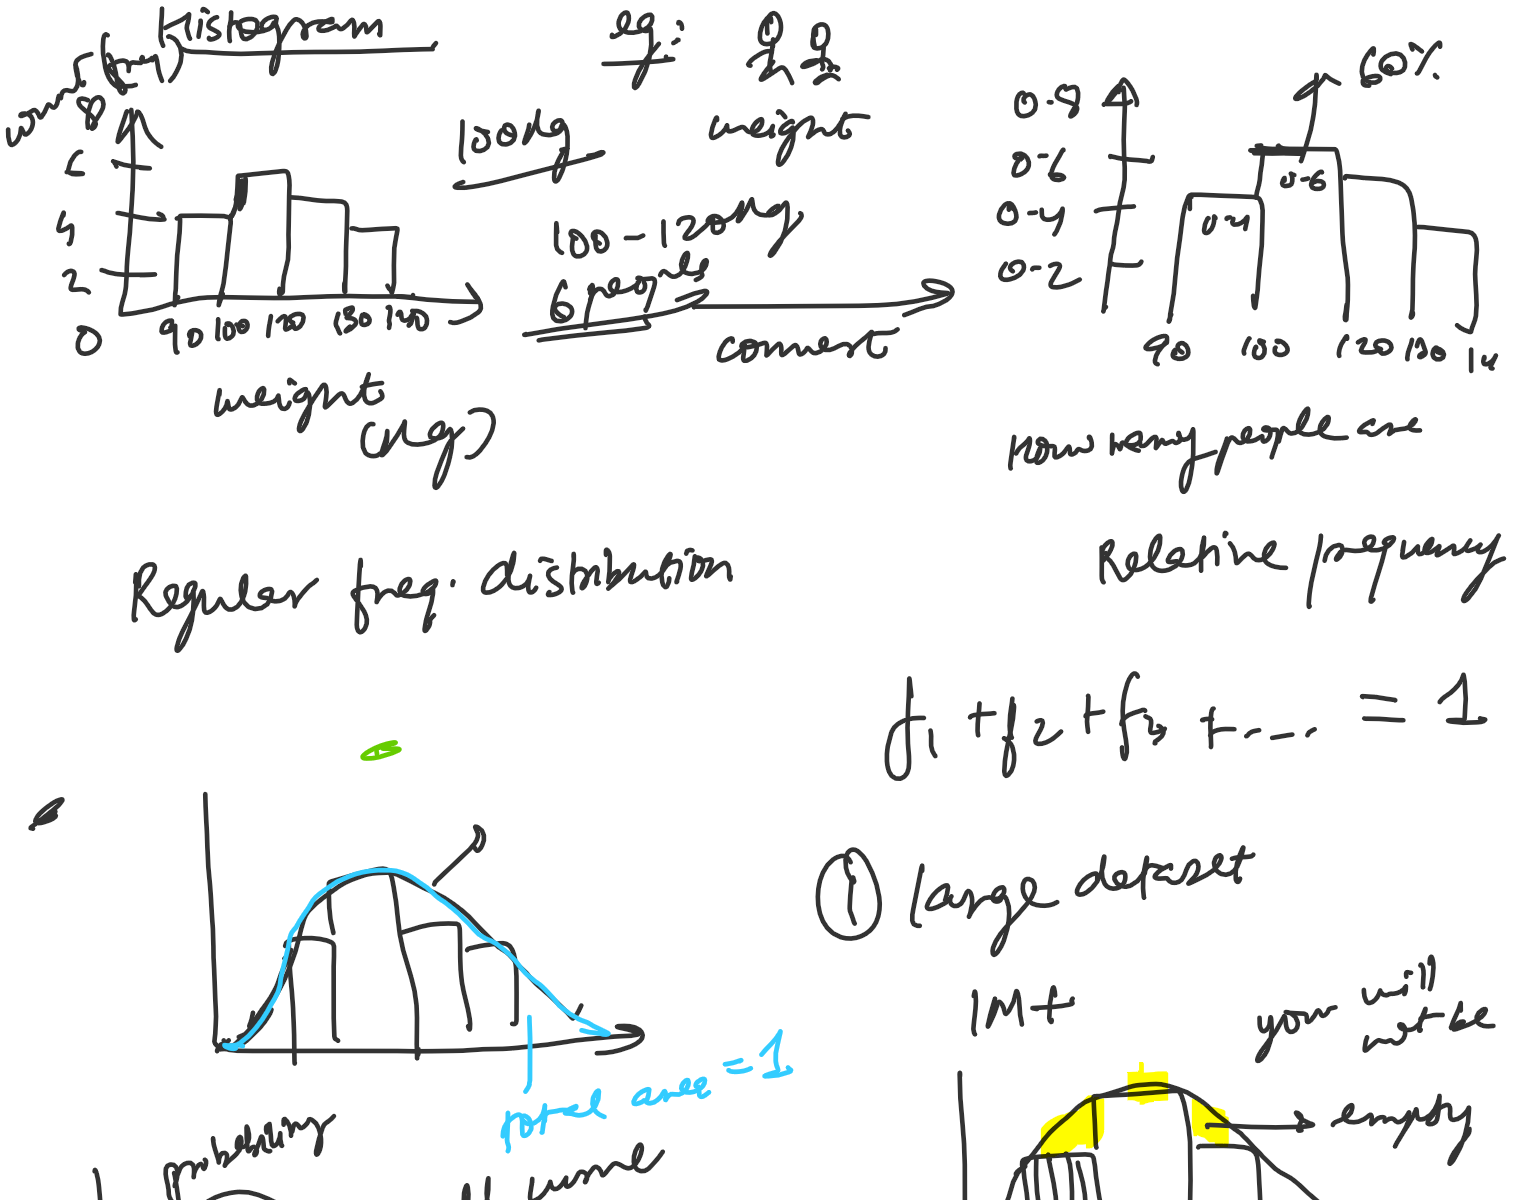 Histogram
count (freq)
8
6
4
2
0
90 100 120 130 140
weight
(kg)
eg:
weight
100kg
100-120kg
6 people
convert
60%
0.8
0.6
0.4
0.2
0.4
0.6
90 100 120 130 14
How many people are
Regular freq. distribution
Relative frequency
f1 + f2 + f3 + .... = 1
1 large dataset
1M+
you will
not be
empty
total area = 1
probability